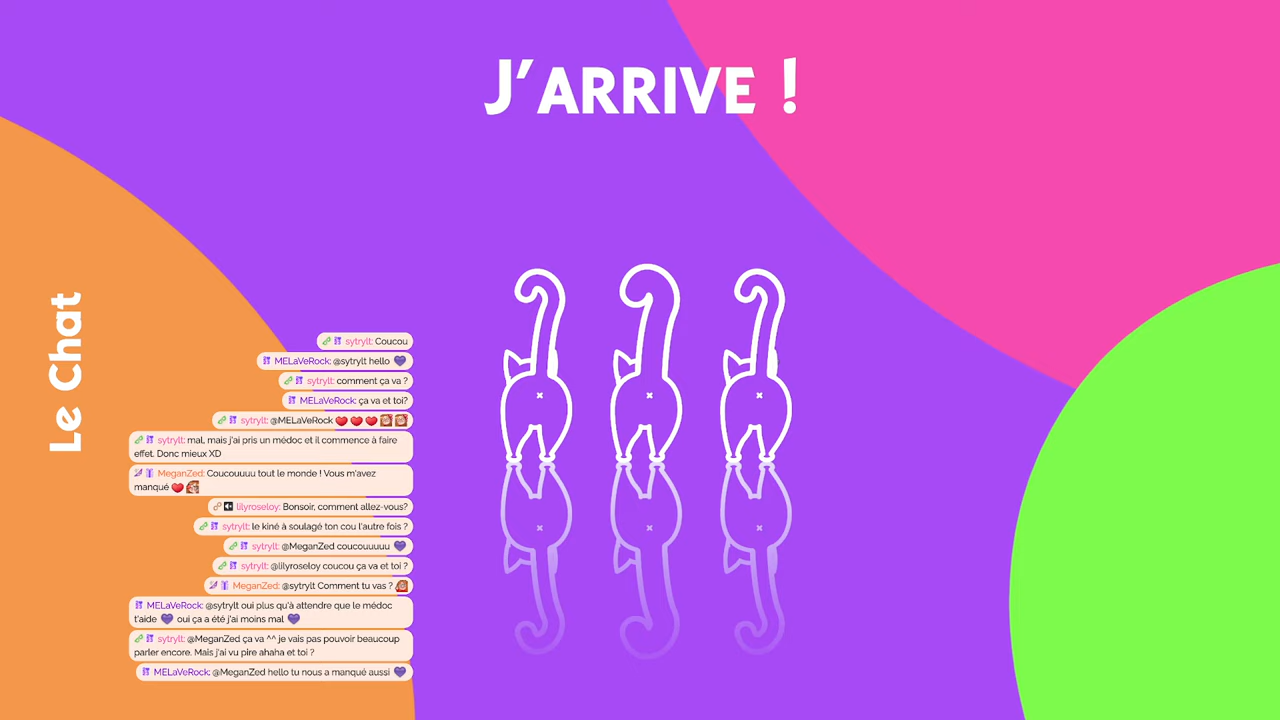 J'ARRIVE !
Le Chat
sytrylt: Coucou
MELaVeRock: @sytrylt hello 💜
sytrylt: comment ça va ?
MELaVeRock: ça va et toi?
sytrylt: @MELaVeRock ❤️ ❤️ ❤️
sytrylt: mal, mais j'ai pris un médoc et il commence à faire
effet. Donc mieux XD
MeganZed: Coucouuuu tout le monde ! Vous m'avez
manqué ❤️
lilyroseloy: Bonsoir, comment allez-vous?
sytrylt: le kiné à soulagé ton cou l'autre fois ?
sytrylt: @MeganZed coucouuuuu 💜
sytrylt: @lilyroseloy coucou ça va et toi ?
MeganZed: @sytrylt Comment tu vas ?
MELaVeRock: @sytrylt oui plus qu'à attendre que le médoc
t'aide 💜 oui ça a été j'ai moins mal 💜
sytrylt: @MeganZed ça va ^^ je vais pas pouvoir beaucoup
parler encore. Mais j'ai vu pire ahaha et toi ?
MELaVeRock: @MeganZed hello tu nous a manqué aussi 💜